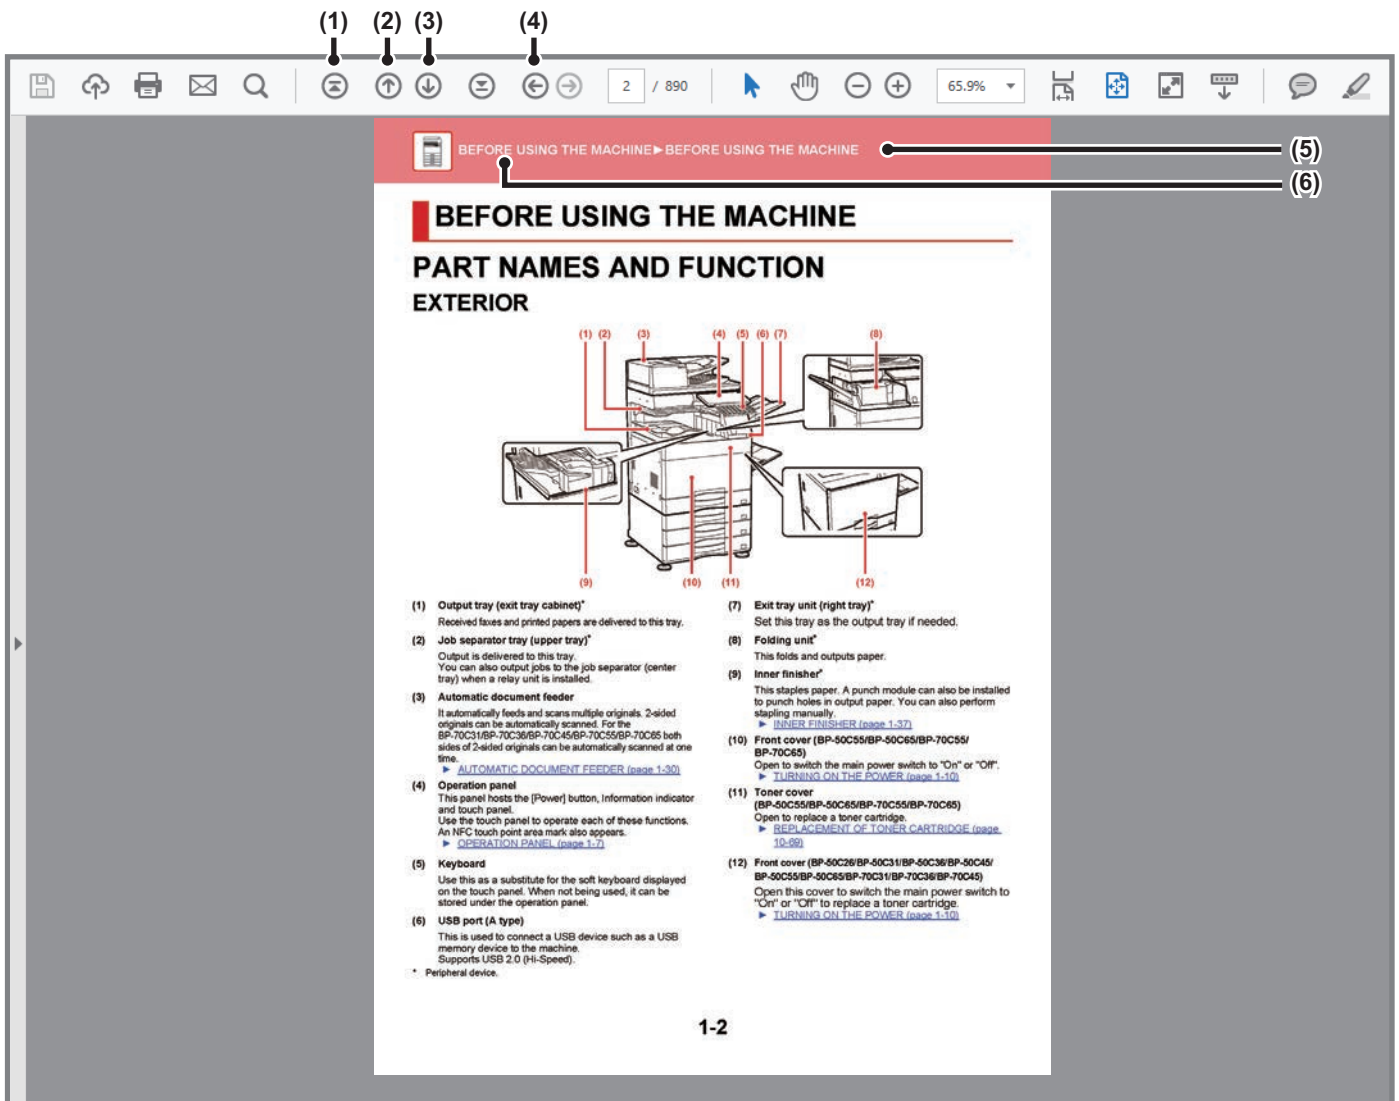 (1) (2) (3) (4)
2 / 890 65.9%
BEFORE USING THE MACHINE►BEFORE USING THE MACHINE
(5)
(6)
BEFORE USING THE MACHINE
PART NAMES AND FUNCTION
EXTERIOR
(1) (2) (3) (4) (5) (6) (7) (8)
(9) (10) (11) (12)
(1) Output tray (exit tray cabinet)*
Received faxes and printed papers are delivered to this tray.
(2) Job separator tray (upper tray)*
Output is delivered to this tray.
You can also output jobs to the job separator (center
tray) when a relay unit is installed.
(3) Automatic document feeder
It automatically feeds and scans multiple originals. 2-sided
originals can be automatically scanned. For the
BP-70C31/BP-70C36/BP-70C45/BP-70C55/BP-70C65 both
sides of 2-sided originals can be automatically scanned at one
time.
► AUTOMATIC DOCUMENT FEEDER (page 1-30)
(4) Operation panel
This panel hosts the [Power] button, Information indicator
and touch panel.
Use the touch panel to operate each of these functions.
An NFC touch point area mark also appears.
► OPERATION PANEL (page 1-7)
(5) Keyboard
Use this as a substitute for the soft keyboard displayed
on the touch panel. When not being used, it can be
stored under the operation panel.
(6) USB port (A type)
This is used to connect a USB device such as a USB
memory device to the machine.
Supports USB 2.0 (Hi-Speed).
* Peripheral device.
(7) Exit tray unit (right tray)*
Set this tray as the output tray if needed.
(8) Folding unit*
This folds and outputs paper.
(9) Inner finisher*
This staples paper. A punch module can also be installed
to punch holes in output paper. You can also perform
stapling manually.
► INNER FINISHER (page 1-37)
(10) Front cover (BP-50C55/BP-50C65/BP-70C55/
BP-70C65)
Open to switch the main power switch to "On" or "Off".
► TURNING ON THE POWER (page 1-10)
(11) Toner cover
(BP-50C55/BP-50C65/BP-70C55/BP-70C65)
Open to replace a toner cartridge.
► REPLACEMENT OF TONER CARTRIDGE (page
10-69)
(12) Front cover (BP-50C26/BP-50C31/BP-50C36/BP-50C45/
BP-50C55/BP-50C65/BP-70C31/BP-70C36/BP-70C45)
Open this cover to switch the main power switch to
"On" or "Off" to replace a toner cartridge.
► TURNING ON THE POWER (page 1-10)
1-2